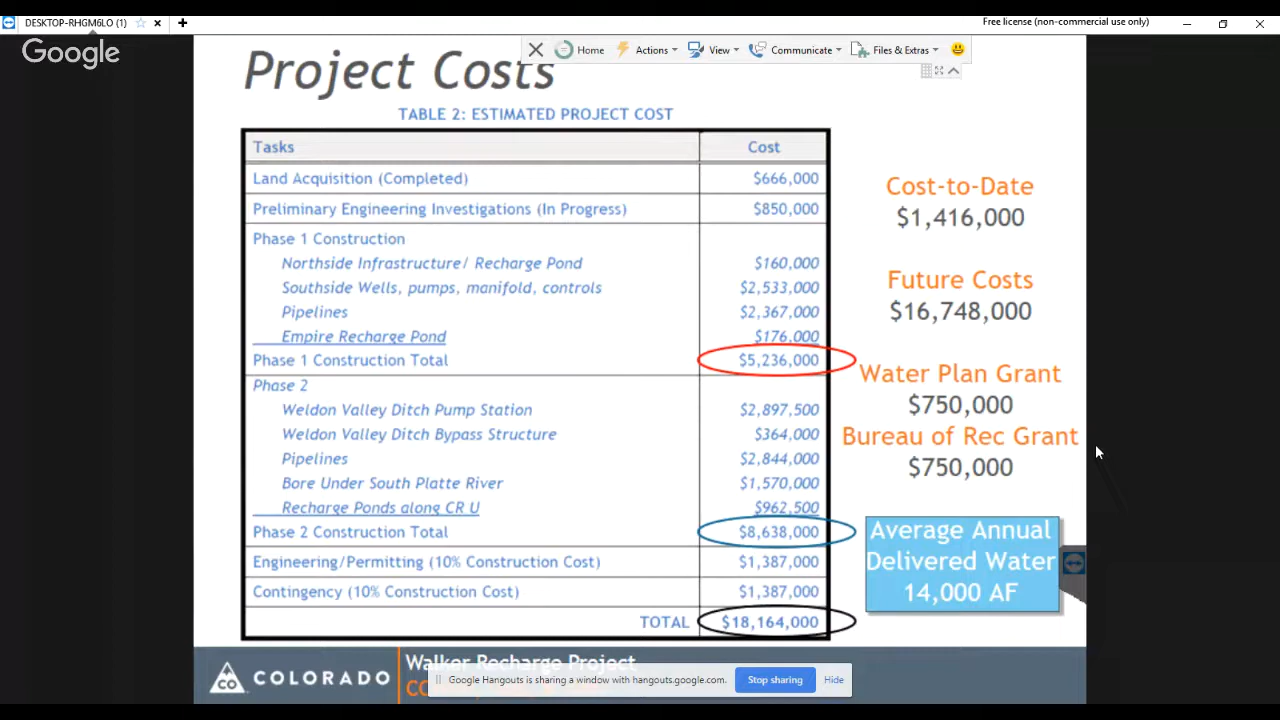 DESKTOP-RHGM6LO (1)
Free license (non-commercial use only)
Google
Home Actions View Communicate Files & Extras
Project Costs
TABLE 2: ESTIMATED PROJECT COST
Tasks Cost
Land Acquisition (Completed) $666,000
Preliminary Engineering Investigations (In Progress) $850,000
Phase 1 Construction
Northside Infrastructure/ Recharge Pond $160,000
Southside Wells, pumps, manifold, controls $2,533,000
Pipelines $2,367,000
Empire Recharge Pond $176,000
Phase 1 Construction Total $5,236,000
Phase 2
Weldon Valley Ditch Pump Station $2,897,500
Weldon Valley Ditch Bypass Structure $364,000
Pipelines $2,844,000
Bore Under South Platte River $1,570,000
Recharge Ponds along CR U $962,500
Phase 2 Construction Total $8,638,000
Engineering/Permitting (10% Construction Cost) $1,387,000
Contingency (10% Construction Cost) $1,387,000
TOTAL $18,164,000
Cost-to-Date
$1,416,000
Future Costs
$16,748,000
Water Plan Grant
$750,000
Bureau of Rec Grant
$750,000
Average Annual
Delivered Water
14,000 AF
CO
COLORADO
Walker Recharge Project
Google Hangouts is sharing a window with hangouts.google.com. Stop sharing Hide